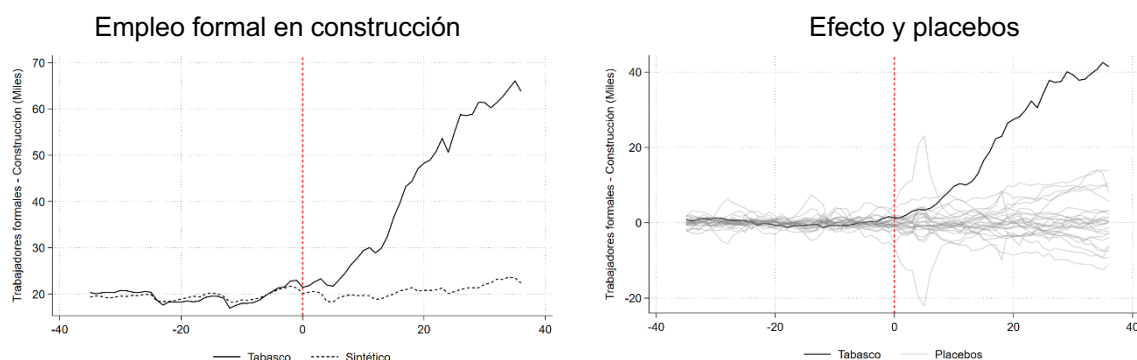 Empleo formal en construcción
Trabajadores formales - Construcción (Miles)
70
60
50
40
30
20
-40
-20
0
20
40
Tabasco
Sintético
Efecto y placebos
Trabajadores formales - Construcción (Miles)
40
20
0
-20
-40
-20
0
20
40
Tabasco
Placebos